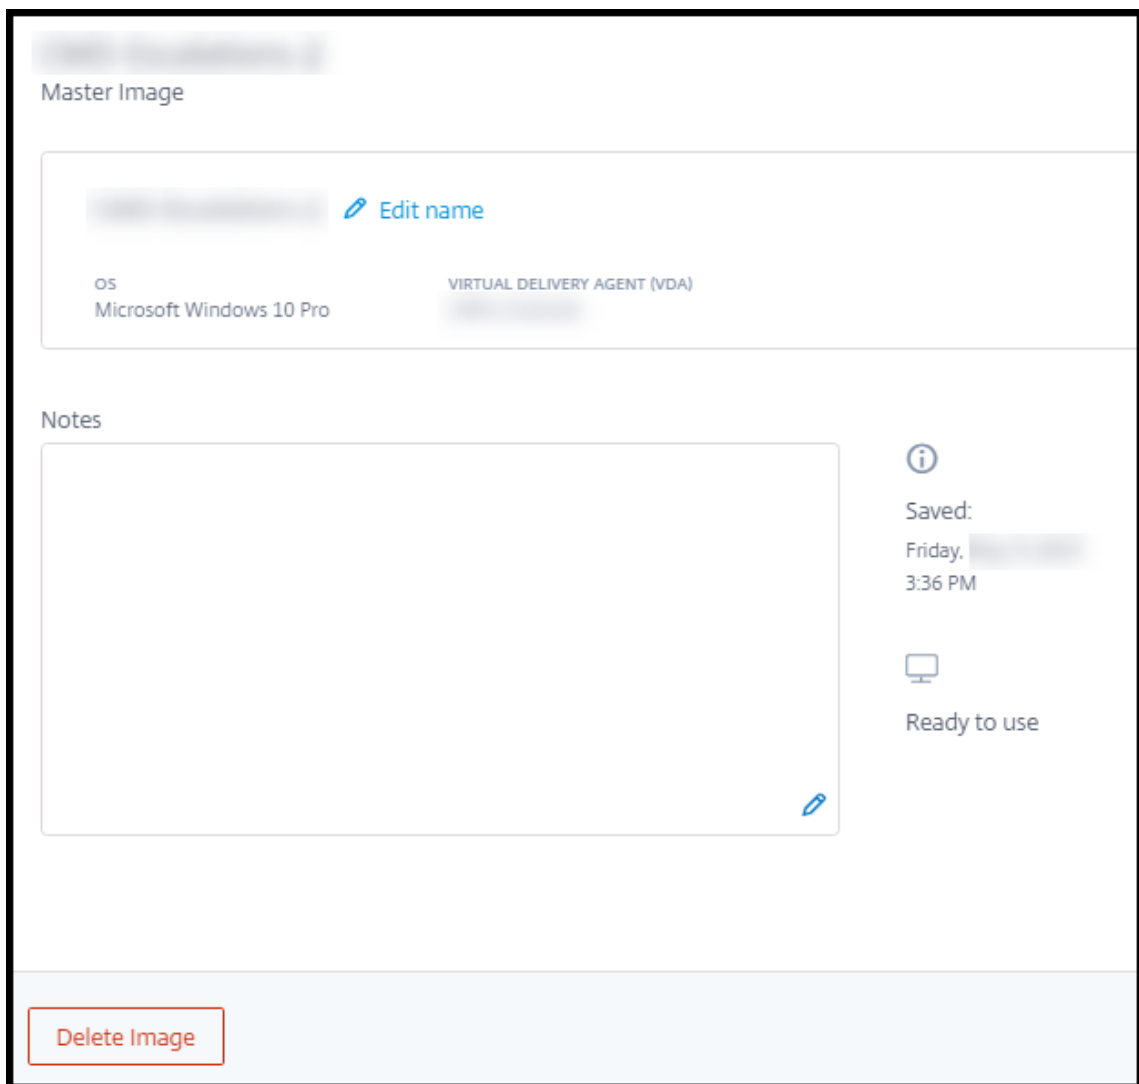 Master Image
Edit name
OS
Microsoft Windows 10 Pro
VIRTUAL DELIVERY AGENT (VDA)
Notes
Saved:
Friday,
3:36 PM
Ready to use
Delete Image